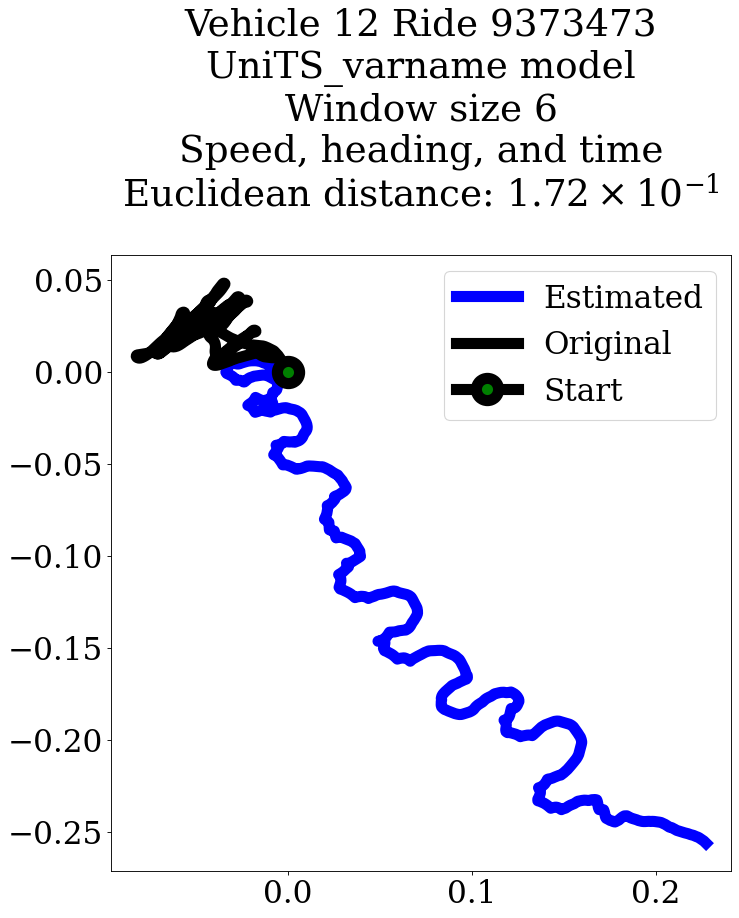 Vehicle 12 Ride 9373473
UniTS_varname model
Window size 6
Speed, heading, and time
Euclidean distance: $1.72 \times 10^{-1}$
Estimated
Original
Start
0.05
0.00
−0.05
−0.10
−0.15
−0.20
−0.25
0.0 0.1 0.2